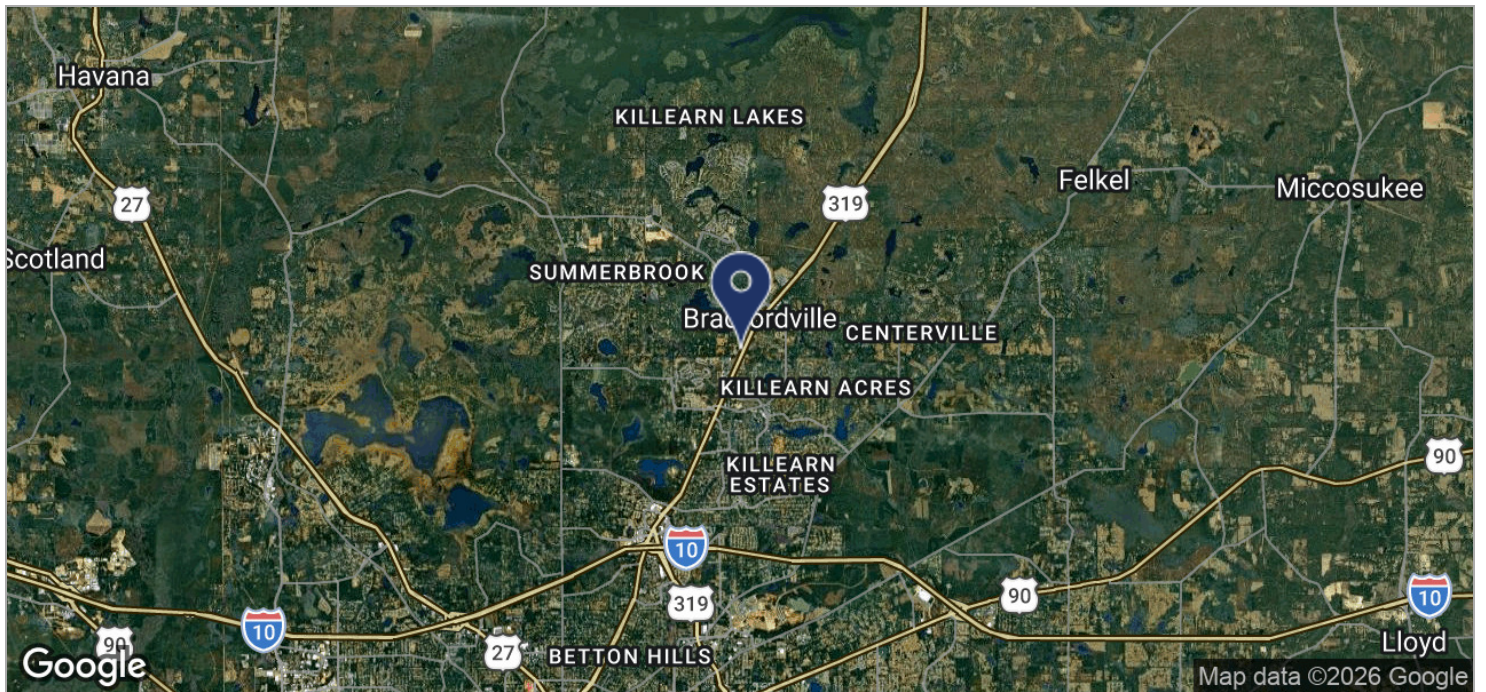 Havana
KILLEARN LAKES
27
319
Felkel
Miccosukee
Scotland
SUMMERBROOK
Bradfordville
CENTERVILLE
KILLEARN ACRES
KILLEARN
ESTATES
90
10
319
90
10
10
90
27
BETTON HILLS
Lloyd
Google
Map data ©2026 Google